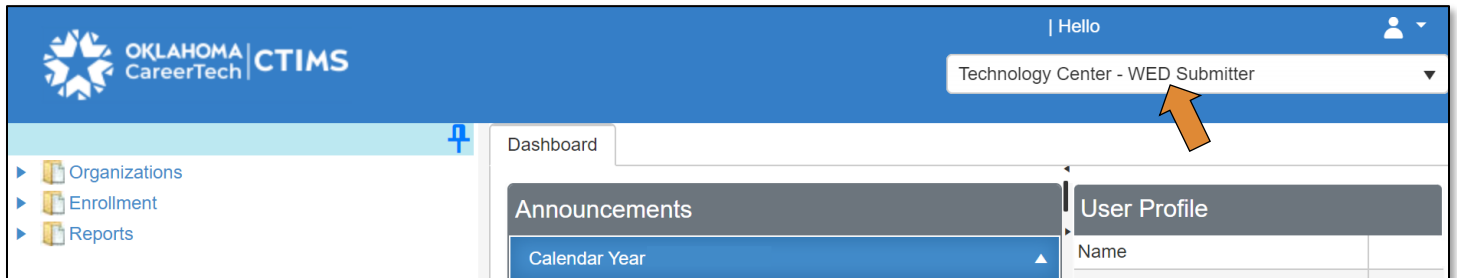 | Hello
OKLAHOMA
CareerTech
CTIMS
Technology Center - WED Submitter
Dashboard
Organizations
Enrollment
Reports
Announcements
User Profile
Calendar Year
Name